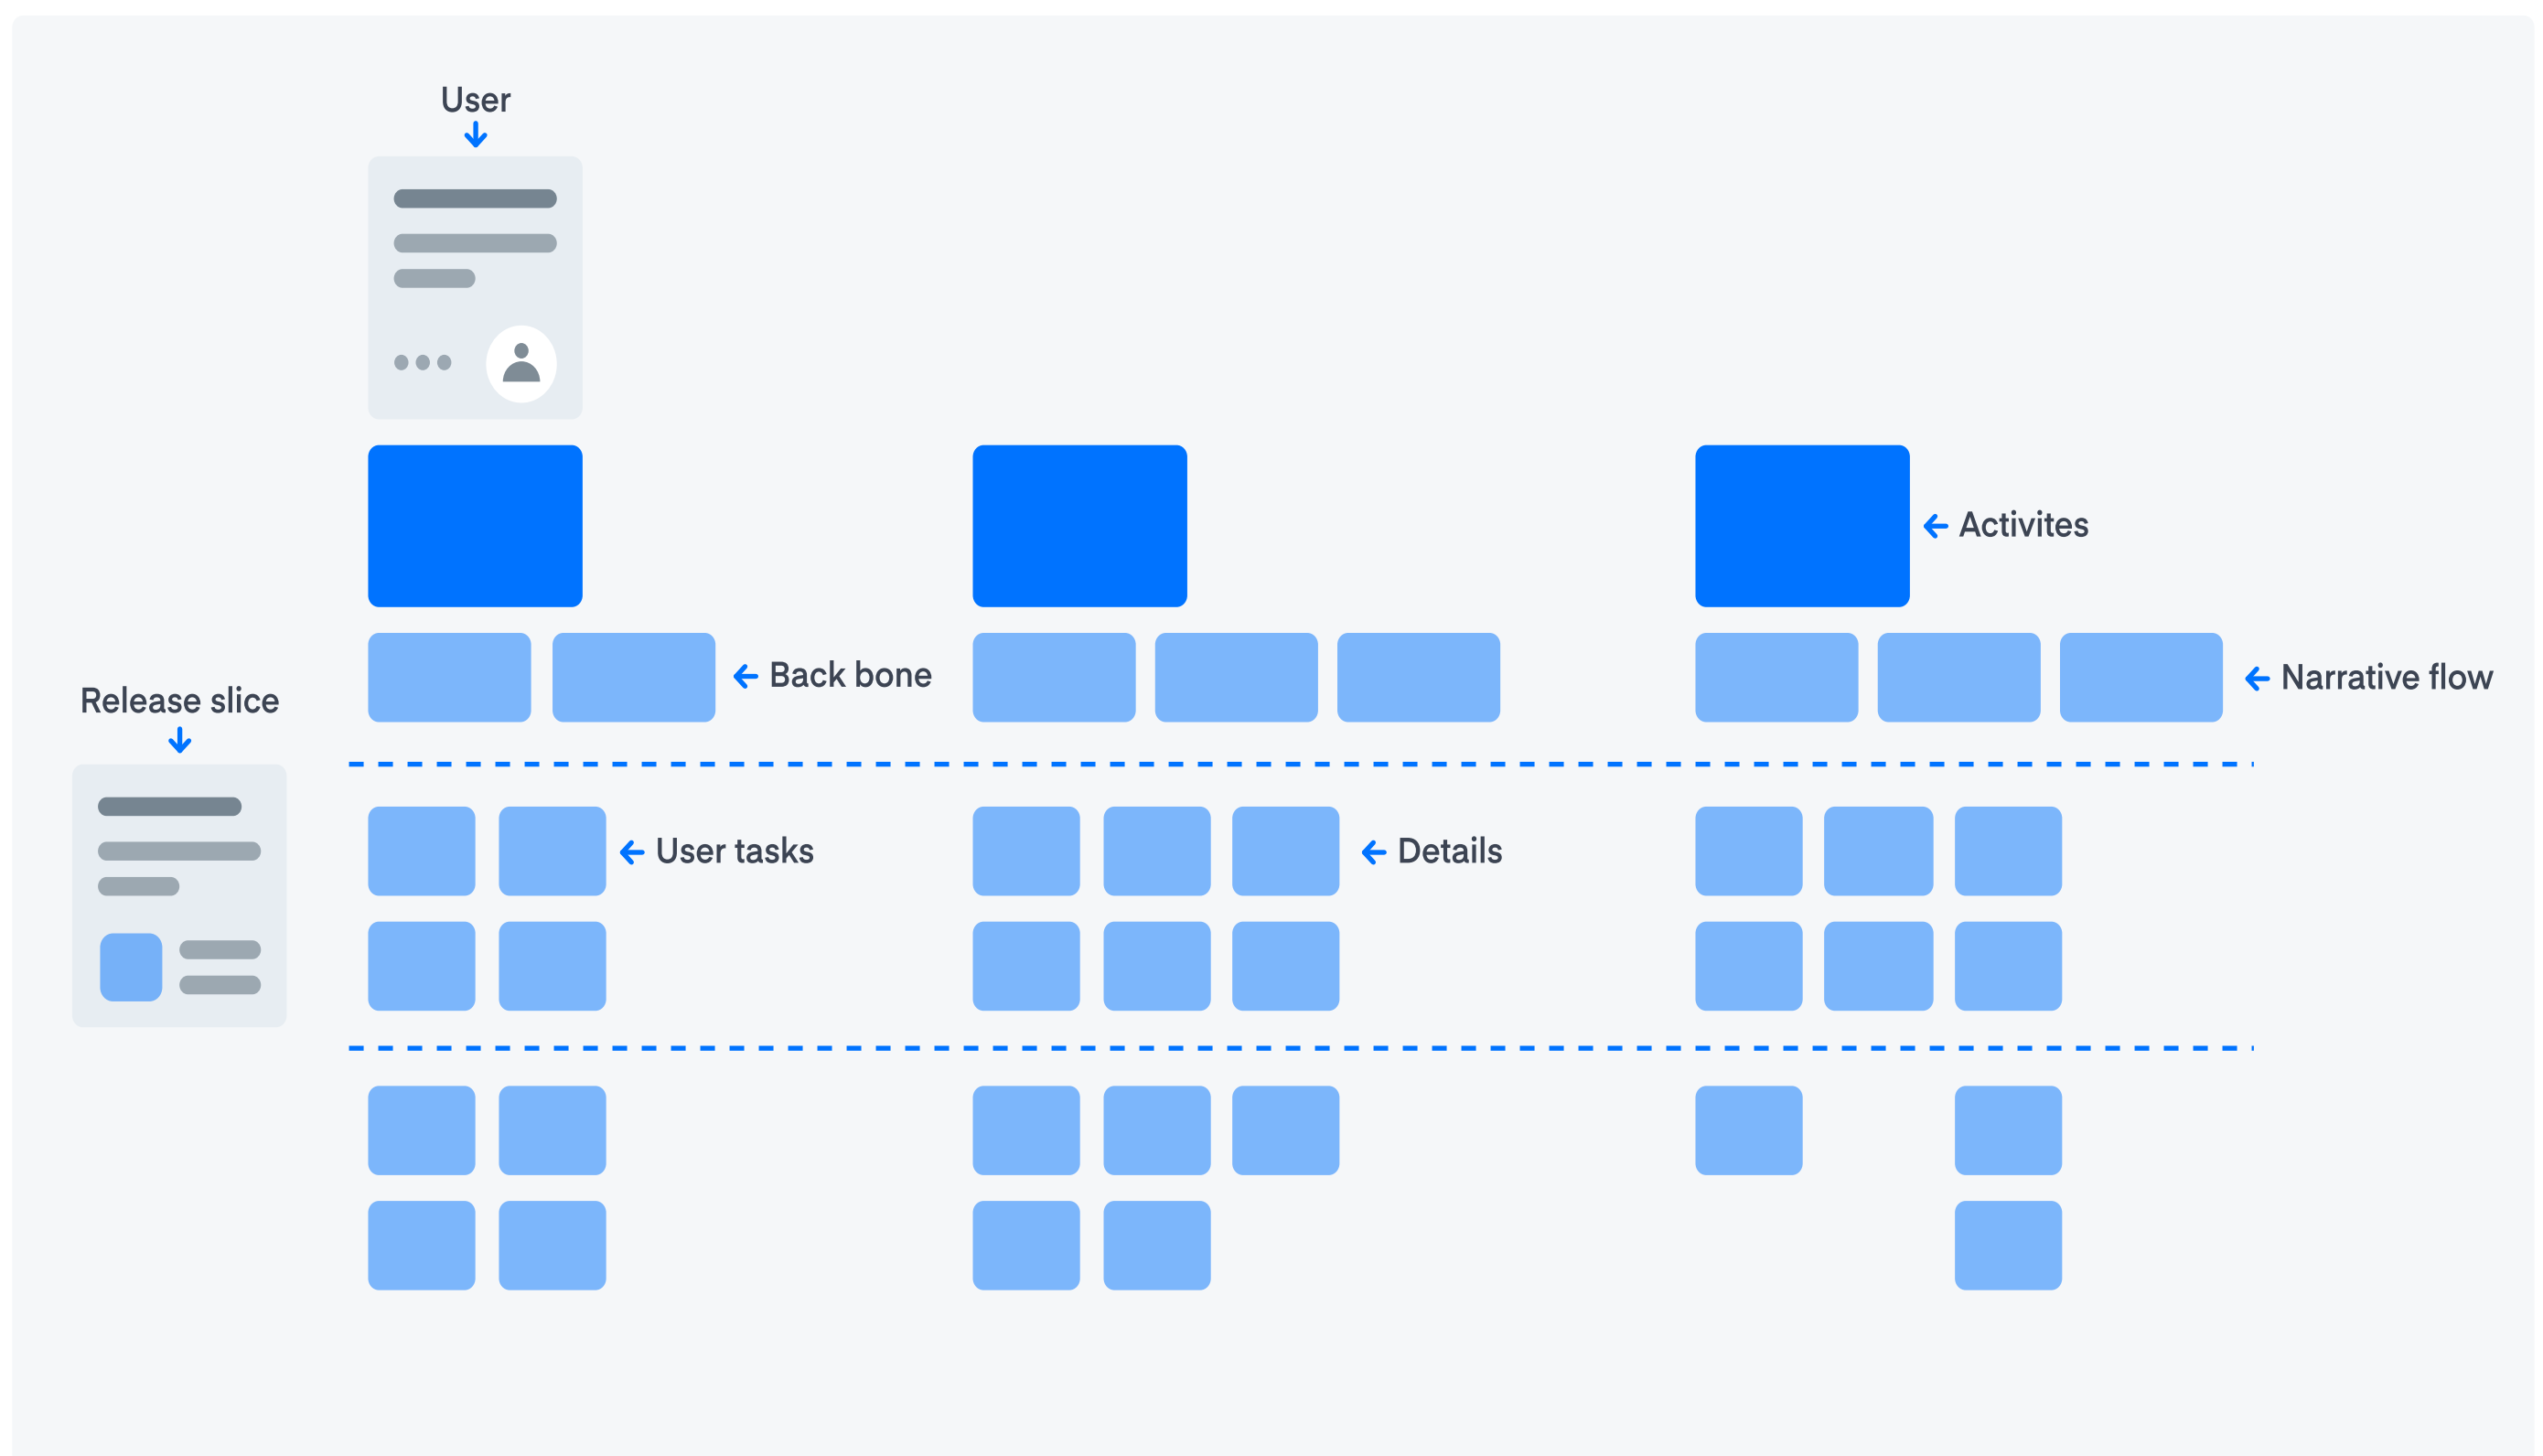 User
Activites
Back bone
Narrative flow
Release slice
User tasks
Details